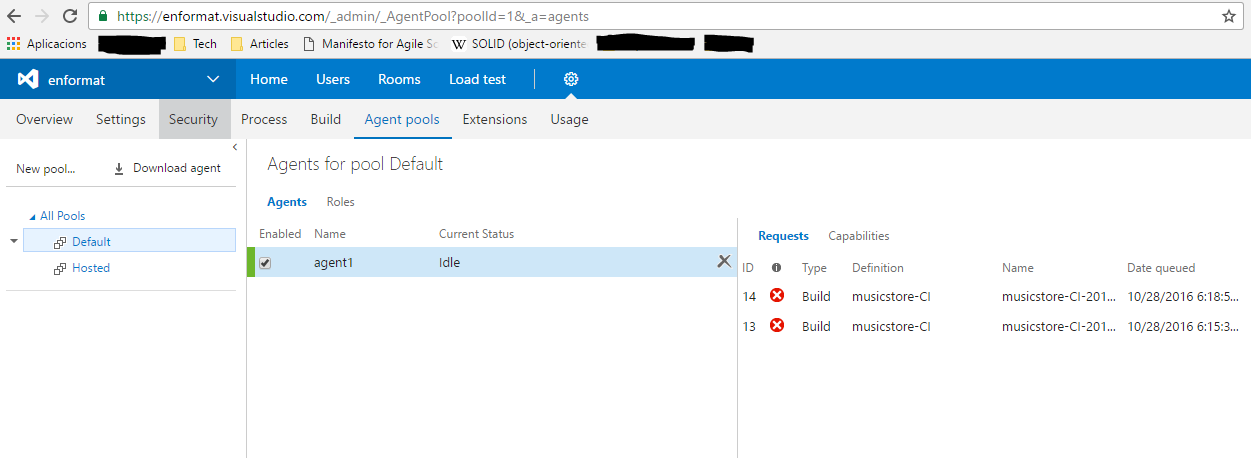 https://enformat.visualstudio.com/_admin/_AgentPool?poolId=1&_a=agents
Aplicacions Tech Articles Manifesto for Agile So W SOLID (object-oriente
enformat Home Users Rooms Load test
Overview Settings Security Process Build Agent pools Extensions Usage
New pool... Download agent
All Pools
Default
Hosted
Agents for pool Default
Agents Roles
Enabled Name Current Status
agent1 Idle
Requests Capabilities
ID Type Definition Name Date queued
14 Build musicstore-CI musicstore-CI-201... 10/28/2016 6:18:5...
13 Build musicstore-CI musicstore-CI-201... 10/28/2016 6:15:3...